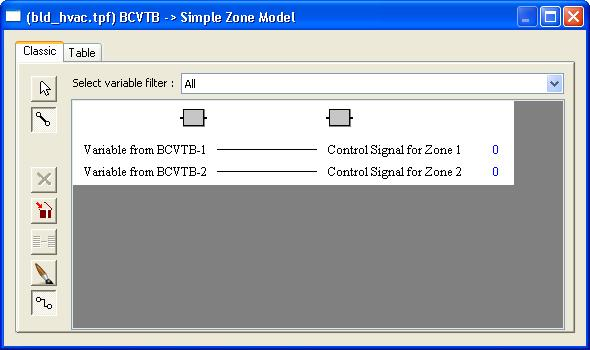 (bld_hvac.tpf) BCVTB -> Simple Zone Model
Classic Table
Select variable filter : All
Variable from BCVTB-1 Control Signal for Zone 1 0
Variable from BCVTB-2 Control Signal for Zone 2 0